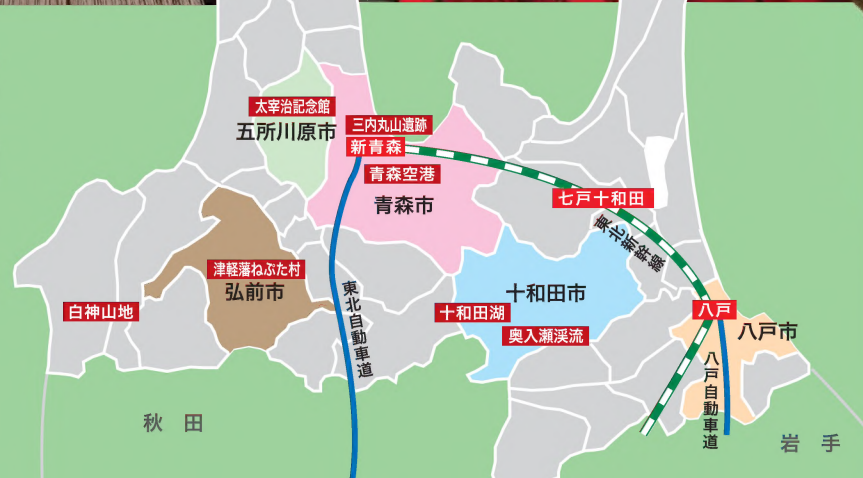 太宰治記念館
五所川原市
三内丸山遺跡
新青森
青森空港
青森市
七戸十和田
東北新幹線
津軽藩ねぶた村
弘前市
白神山地
東北自動車道
十和田市
十和田湖
奥入瀬渓流
八戸
八戸市
八戸自動車道
秋田
岩手